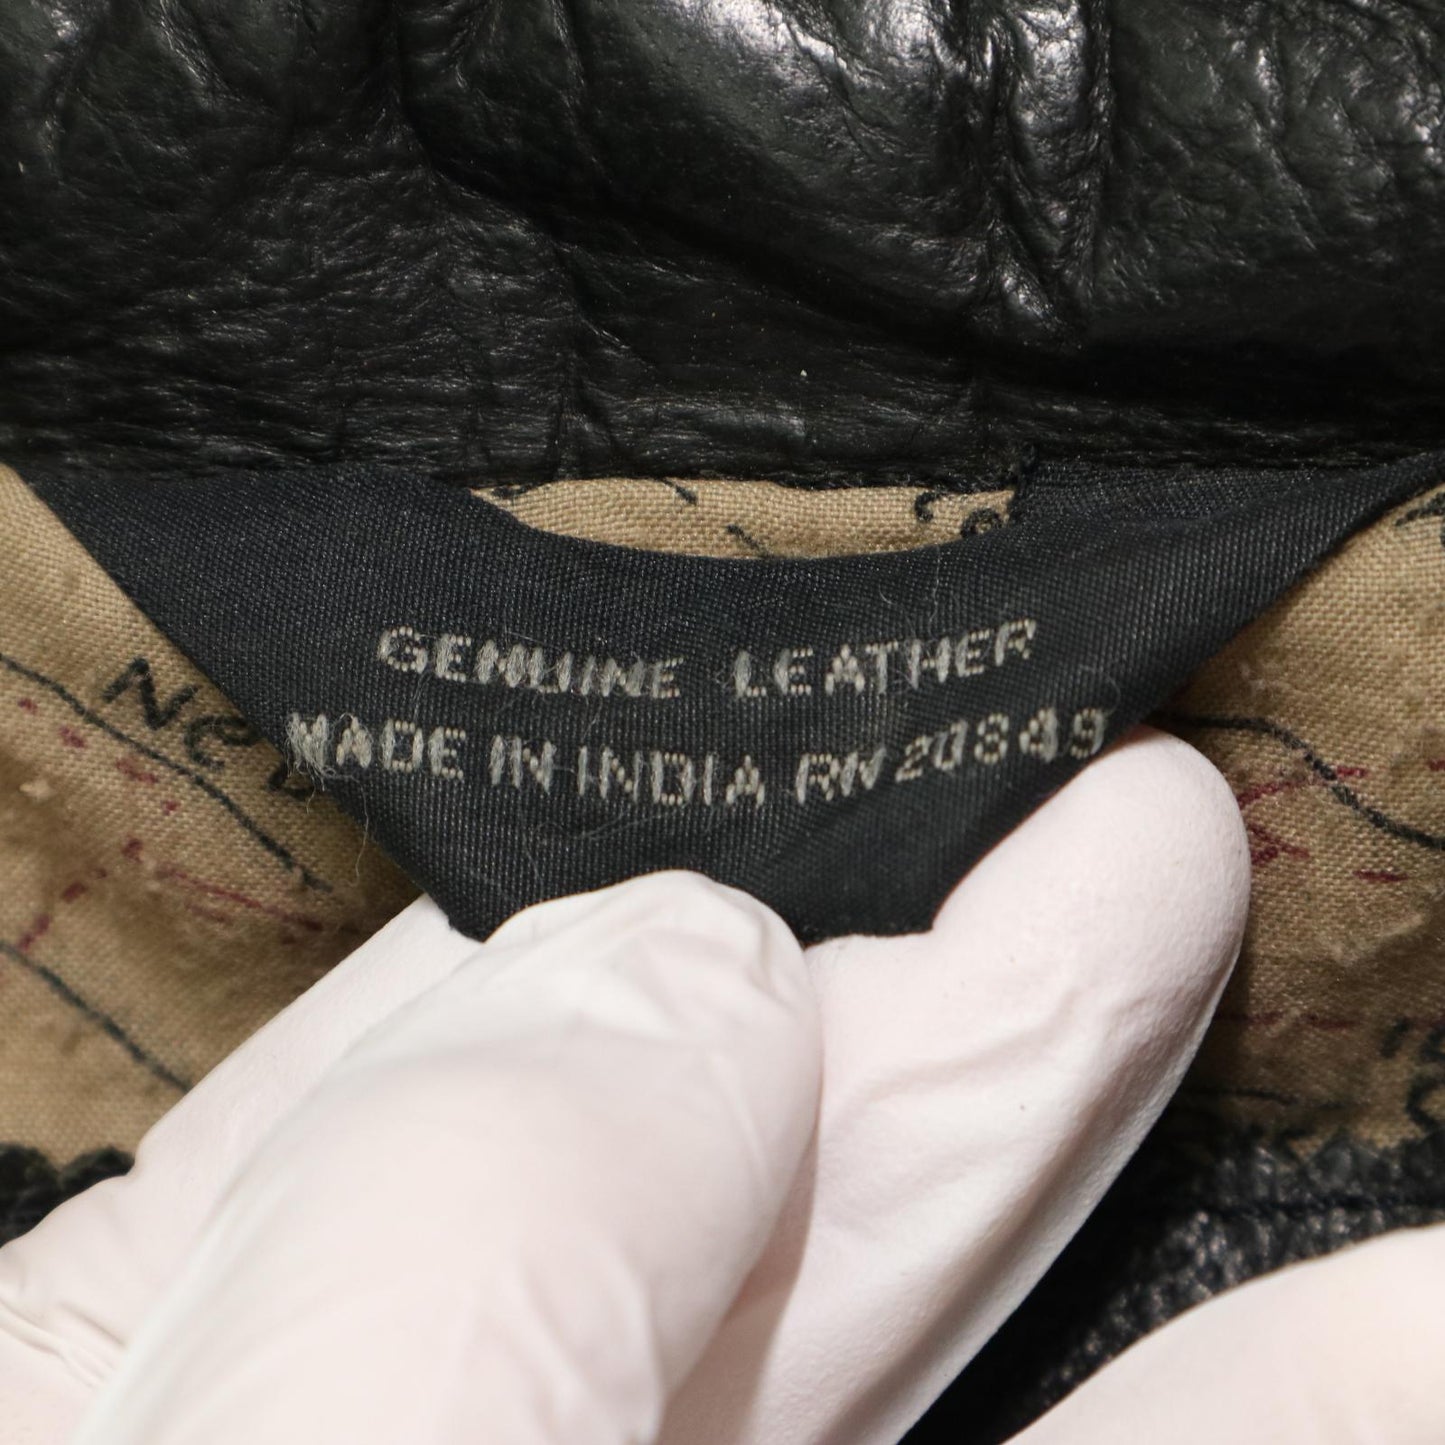 GENUINE LEATHER
MADE IN INDIA RN 20849